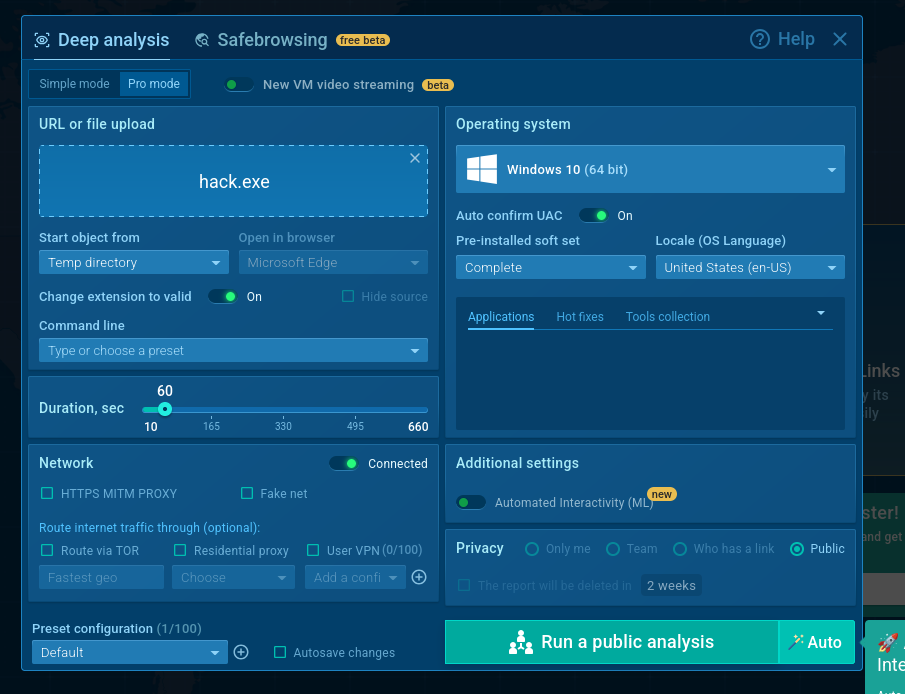 Deep analysis
Safebrowsing free beta
Help
Simple mode
Pro mode
New VM video streaming beta
URL or file upload
hack.exe
Start object from
Open in browser
Temp directory
Microsoft Edge
Change extension to valid
On
Hide source
Command line
Type or choose a preset
60
Duration, sec
10 165 330 495 660
Network
Connected
HTTPS MITM PROXY
Fake net
Route internet traffic through (optional):
Route via TOR
Residential proxy
User VPN (0/100)
Fastest geo
Choose
Add a confi
Preset configuration (1/100)
Default
Autosave changes
Operating system
Windows 10 (64 bit)
Auto confirm UAC
On
Pre-installed soft set
Locale (OS Language)
Complete
United States (en-US)
Applications
Hot fixes
Tools collection
Additional settings
Automated Interactivity (ML)
new
Privacy
Only me
Team
Who has a link
Public
The report will be deleted in
2 weeks
Run a public analysis
Auto
Links
y its
ily
ster!
and get
Inte